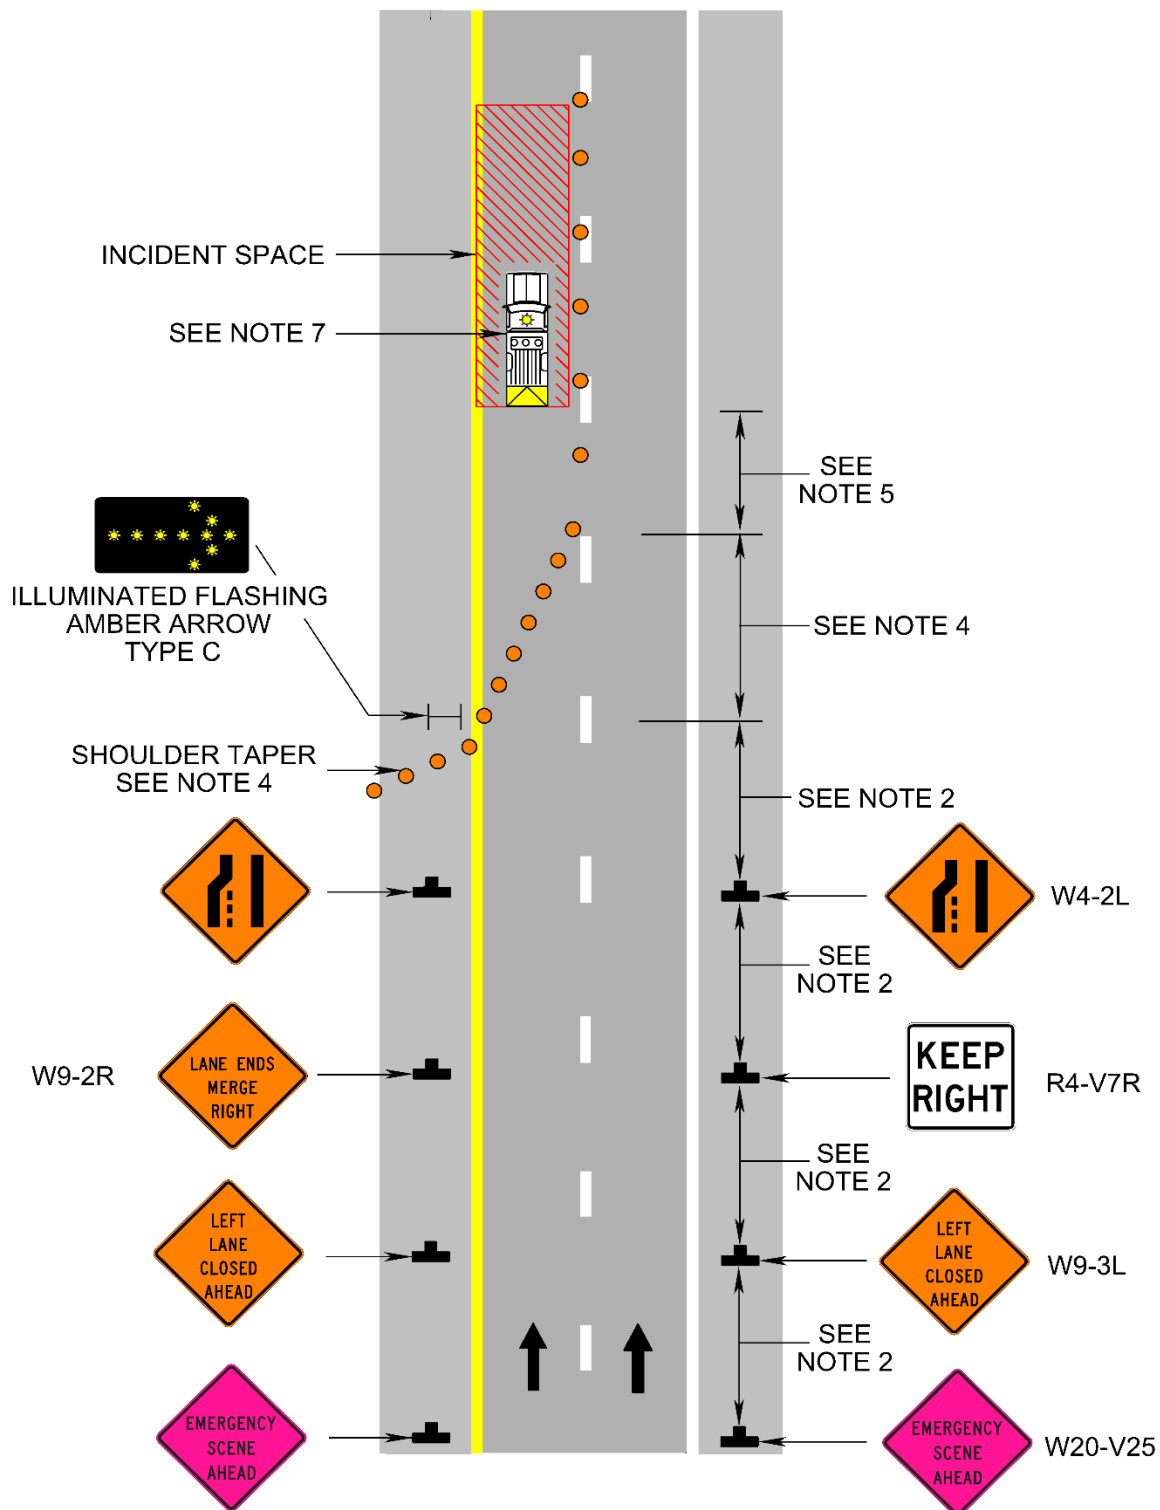 INCIDENT SPACE
SEE NOTE 7
SEE
NOTE 5
ILLUMINATED FLASHING
AMBER ARROW
TYPE C
SEE NOTE 4
SHOULDER TAPER
SEE NOTE 4
SEE NOTE 2
W4-2L
SEE
NOTE 2
W9-2R
LANE ENDS
MERGE
RIGHT
KEEP
RIGHT
R4-V7R
SEE
NOTE 2
LEFT
LANE
CLOSED
AHEAD
LEFT
LANE
CLOSED
AHEAD
W9-3L
SEE
NOTE 2
EMERGENCY
SCENE
AHEAD
EMERGENCY
SCENE
AHEAD
W20-V25